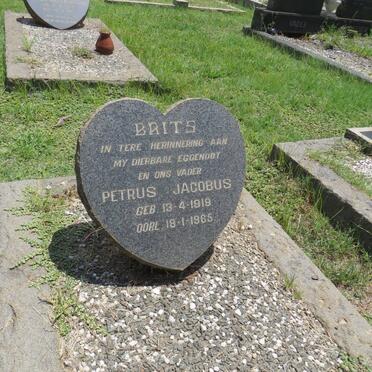 BRITS
IN TERE HERINNERING AAN
MY DIERBARE EGGENOOT
EN ONS VADER
PETRUS JACOBUS
GEB. 13-4-1919
OORL. 18-1-1965.